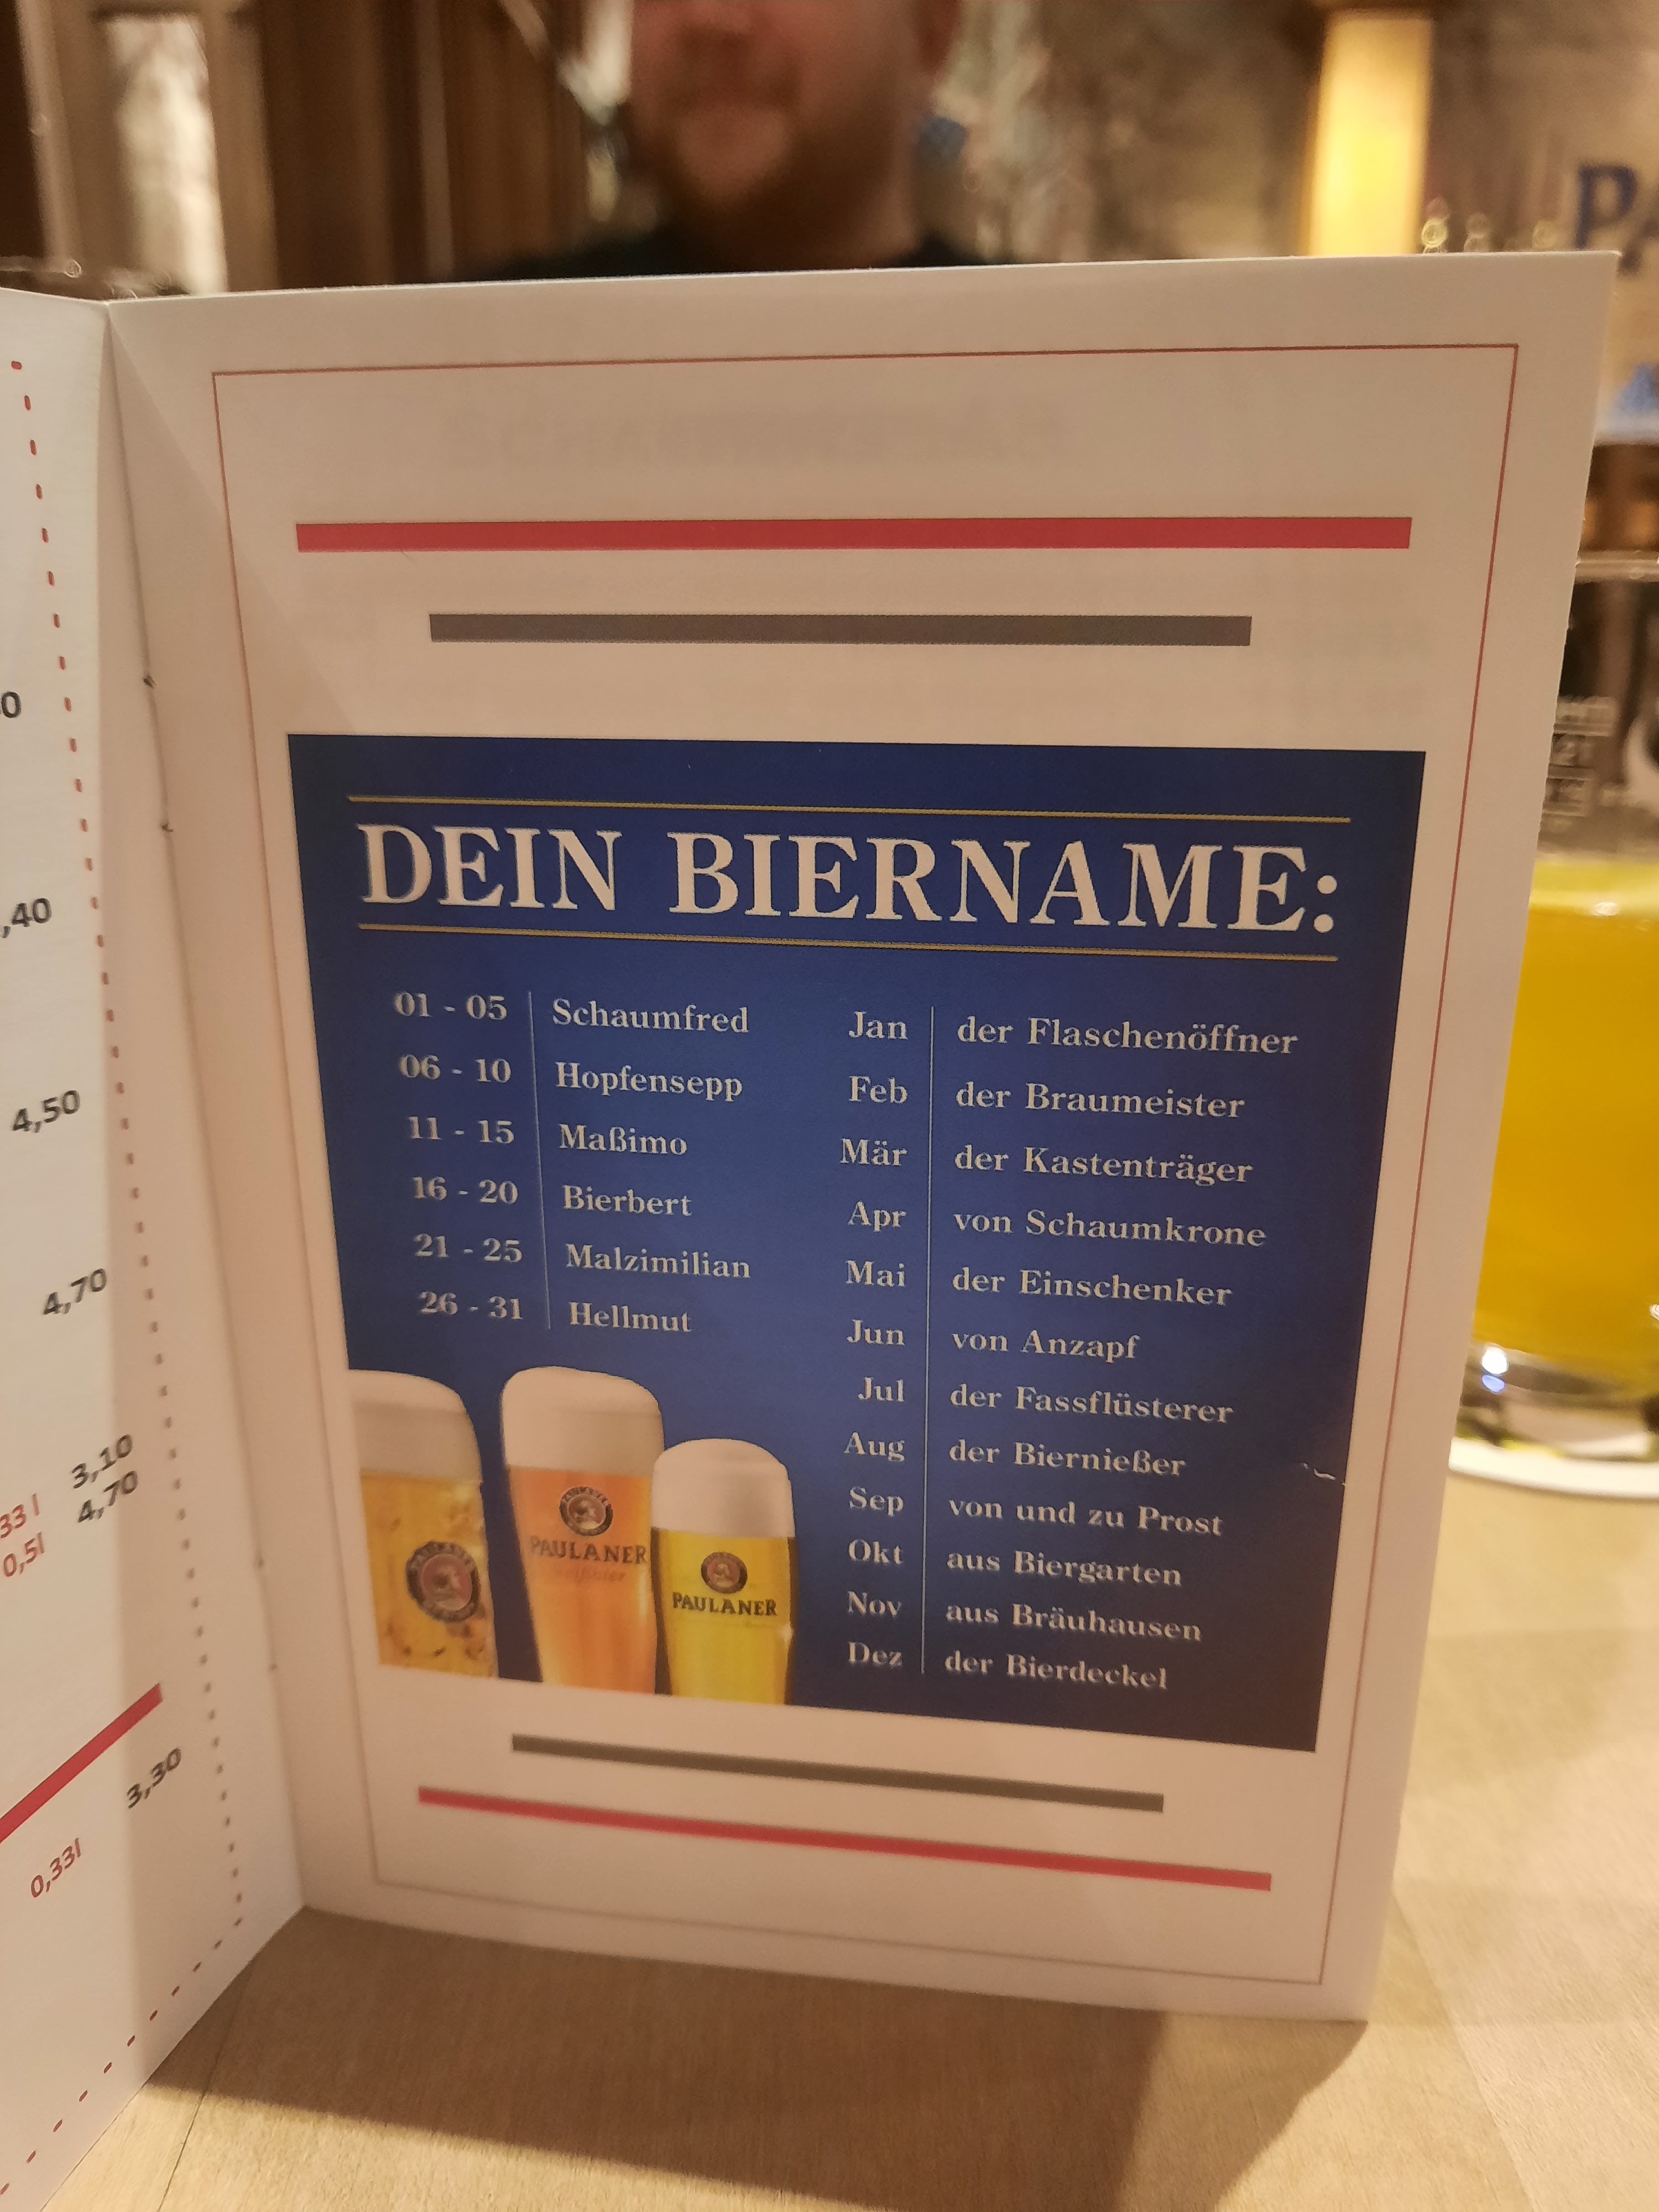 0
,40
4,50
4,70
3,10
33 l
4,70
0,5l
3,30
0,33l
DEIN BIERNAME:
01 - 05 Schaumfred
06 - 10 Hopfensepp
11 - 15 Maßimo
16 - 20 Bierbert
21 - 25 Malzimilian
26 - 31 Hellmut
Jan der Flaschenöffner
Feb der Braumeister
Mär der Kastenträger
Apr von Schaumkrone
Mai der Einschenker
Jun von Anzapf
Jul der Fassflüsterer
Aug der Biernießer
Sep von und zu Prost
Okt aus Biergarten
Nov aus Bräuhausen
Dez der Bierdeckel
PAULANER
PAULANER